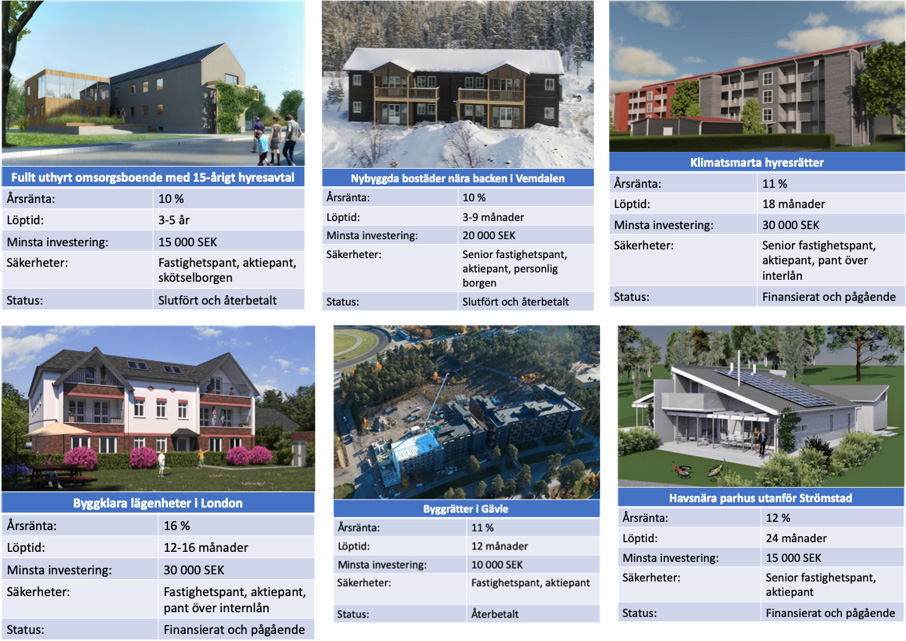 Fullt uthyrt omsorgsboende med 15-årigt hyresavtal
Årsränta: 10 %
Löptid: 3-5 år
Minsta investering: 15 000 SEK
Säkerheter: Fastighetspant, aktiepant,
skötselborgen
Status: Slutfört och återbetalt
Nybyggda bostäder nära backen i Vemdalen
Årsränta: 10 %
Löptid: 3-9 månader
Minsta investering: 20 000 SEK
Säkerheter: Senior fastighetspant,
aktiepant, personlig
borgen
Status: Slutfört och återbetalt
Klimatsmarta hyresrätter
Årsränta: 11 %
Löptid: 18 månader
Minsta investering: 30 000 SEK
Säkerheter: Senior fastighetspant,
aktiepant, pant över
interlån
Status: Finansierat och pågående
Byggklara lägenheter i London
Årsränta: 16 %
Löptid: 12-16 månader
Minsta investering: 30 000 SEK
Säkerheter: Fastighetspant, aktiepant,
pant över internlån
Status: Finansierat och pågående
Byggrätter i Gävle
Årsränta: 11 %
Löptid: 12 månader
Minsta investering: 10 000 SEK
Säkerheter: Fastighetspant, aktiepant
Status: Återbetalt
Havsnära parhus utanför Strömstad
Årsränta: 12 %
Löptid: 24 månader
Minsta investering: 15 000 SEK
Säkerheter: Senior fastighetspant,
aktiepant
Status: Finansierat och pågående